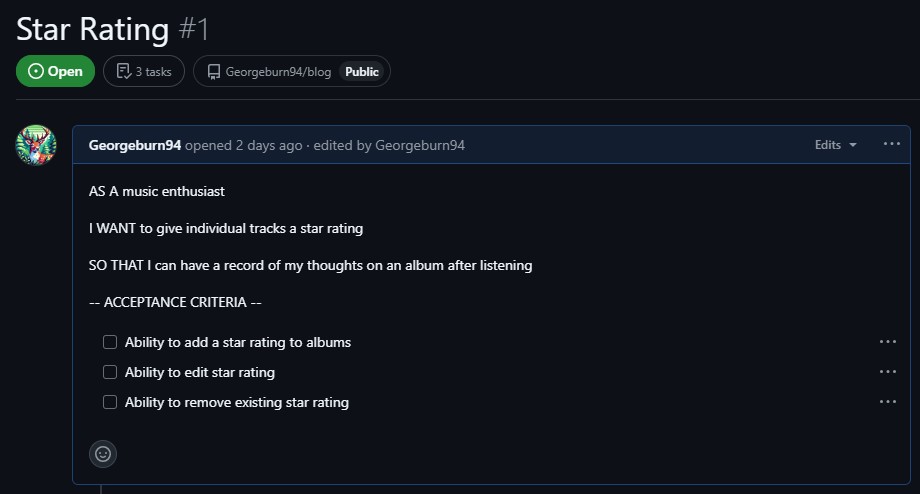 Star Rating #1
Open 3 tasks Georgeburn94/blog Public
Georgeburn94 opened 2 days ago · edited by Georgeburn94 Edits
AS A music enthusiast
I WANT to give individual tracks a star rating
SO THAT I can have a record of my thoughts on an album after listening
-- ACCEPTANCE CRITERIA --
Ability to add a star rating to albums
Ability to edit star rating
Ability to remove existing star rating